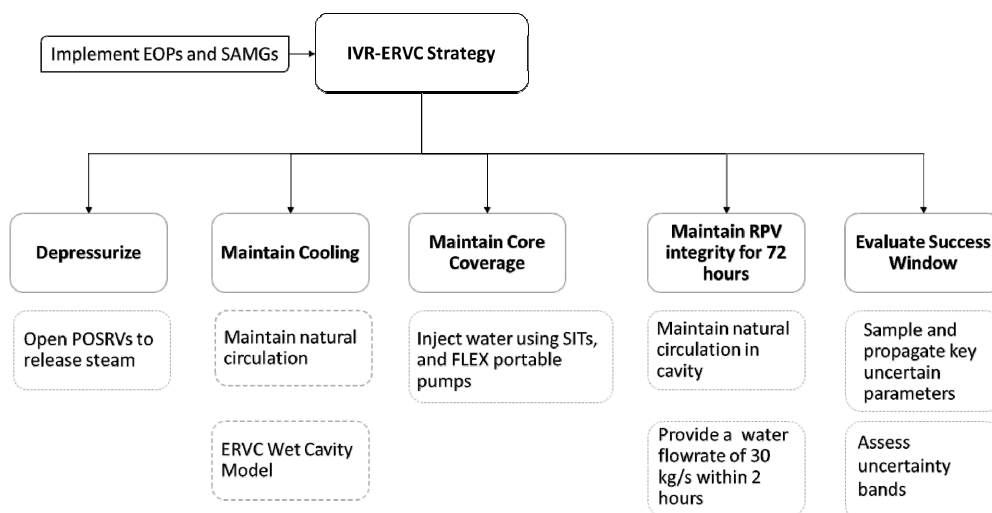 Implement EOPs and SAMGs
IVR-ERVC Strategy
Depressurize
Maintain Cooling
Maintain Core
Coverage
Maintain RPV
integrity for 72
hours
Evaluate Success
Window
Open POSRVs to
release steam
Maintain natural
circulation
Inject water using SITs,
and FLEX portable
pumps
Maintain natural
circulation in
cavity
Sample and
propagate key
uncertain
parameters
ERVC Wet Cavity
Model
Provide a water
flowrate of 30
kg/s within 2
hours
Assess
uncertainty
bands